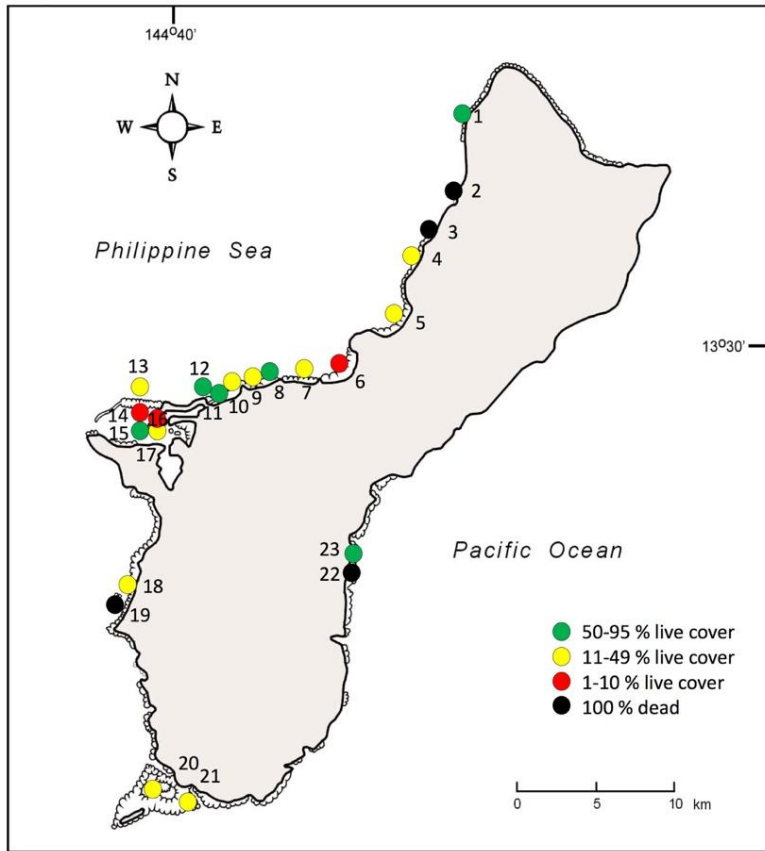 144°40'
N
W E
S
1
2
3
Philippine Sea
4
5
13°30'
13
12
6
7
8
9
10
11
14
16
15
17
23
Pacific Ocean
22
18
19
50-95 % live cover
11-49 % live cover
1-10 % live cover
100 % dead
20
21
0 5 10 km